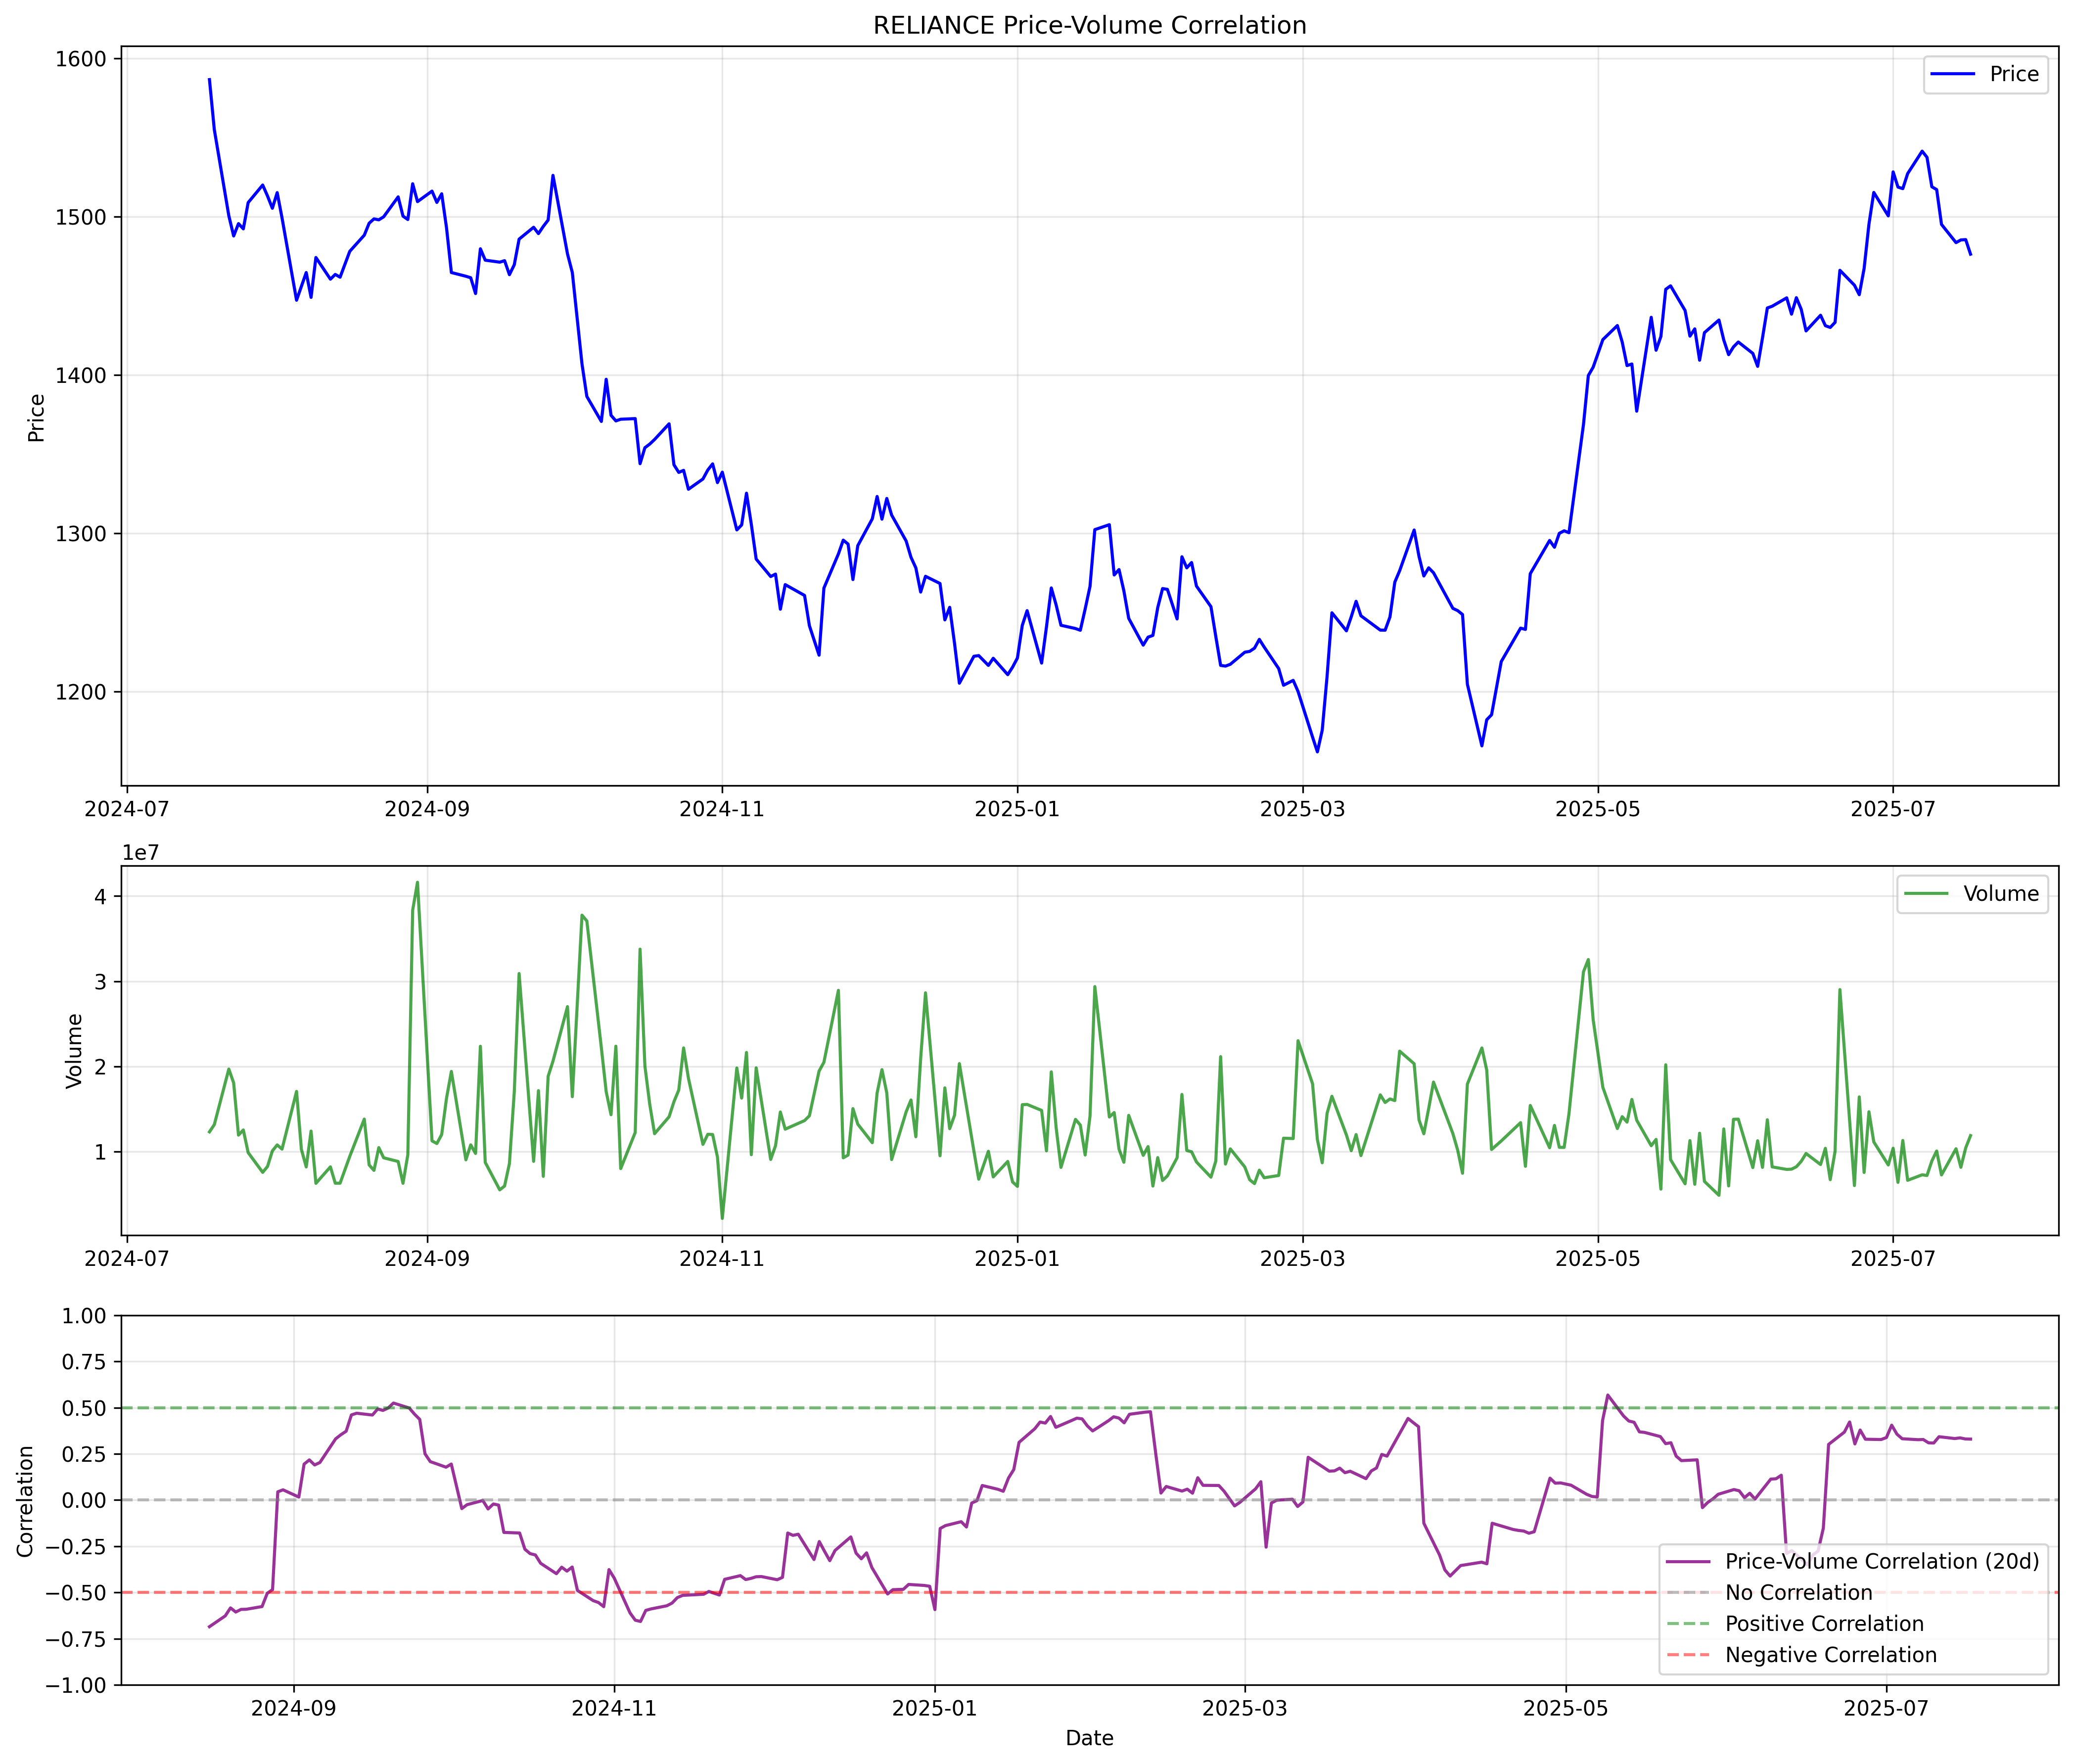 RELIANCE Price-Volume Correlation
Price
1600
1500
1400
1300
1200
Price
2024-07 2024-09 2024-11 2025-01 2025-03 2025-05 2025-07
1e7
Volume
4
3
2
1
Volume
2024-07 2024-09 2024-11 2025-01 2025-03 2025-05 2025-07
1.00
0.75
0.50
0.25
0.00
−0.25
−0.50
−0.75
−1.00
Correlation
Price-Volume Correlation (20d)
No Correlation
Positive Correlation
Negative Correlation
2024-09 2024-11 2025-01 2025-03 2025-05 2025-07
Date